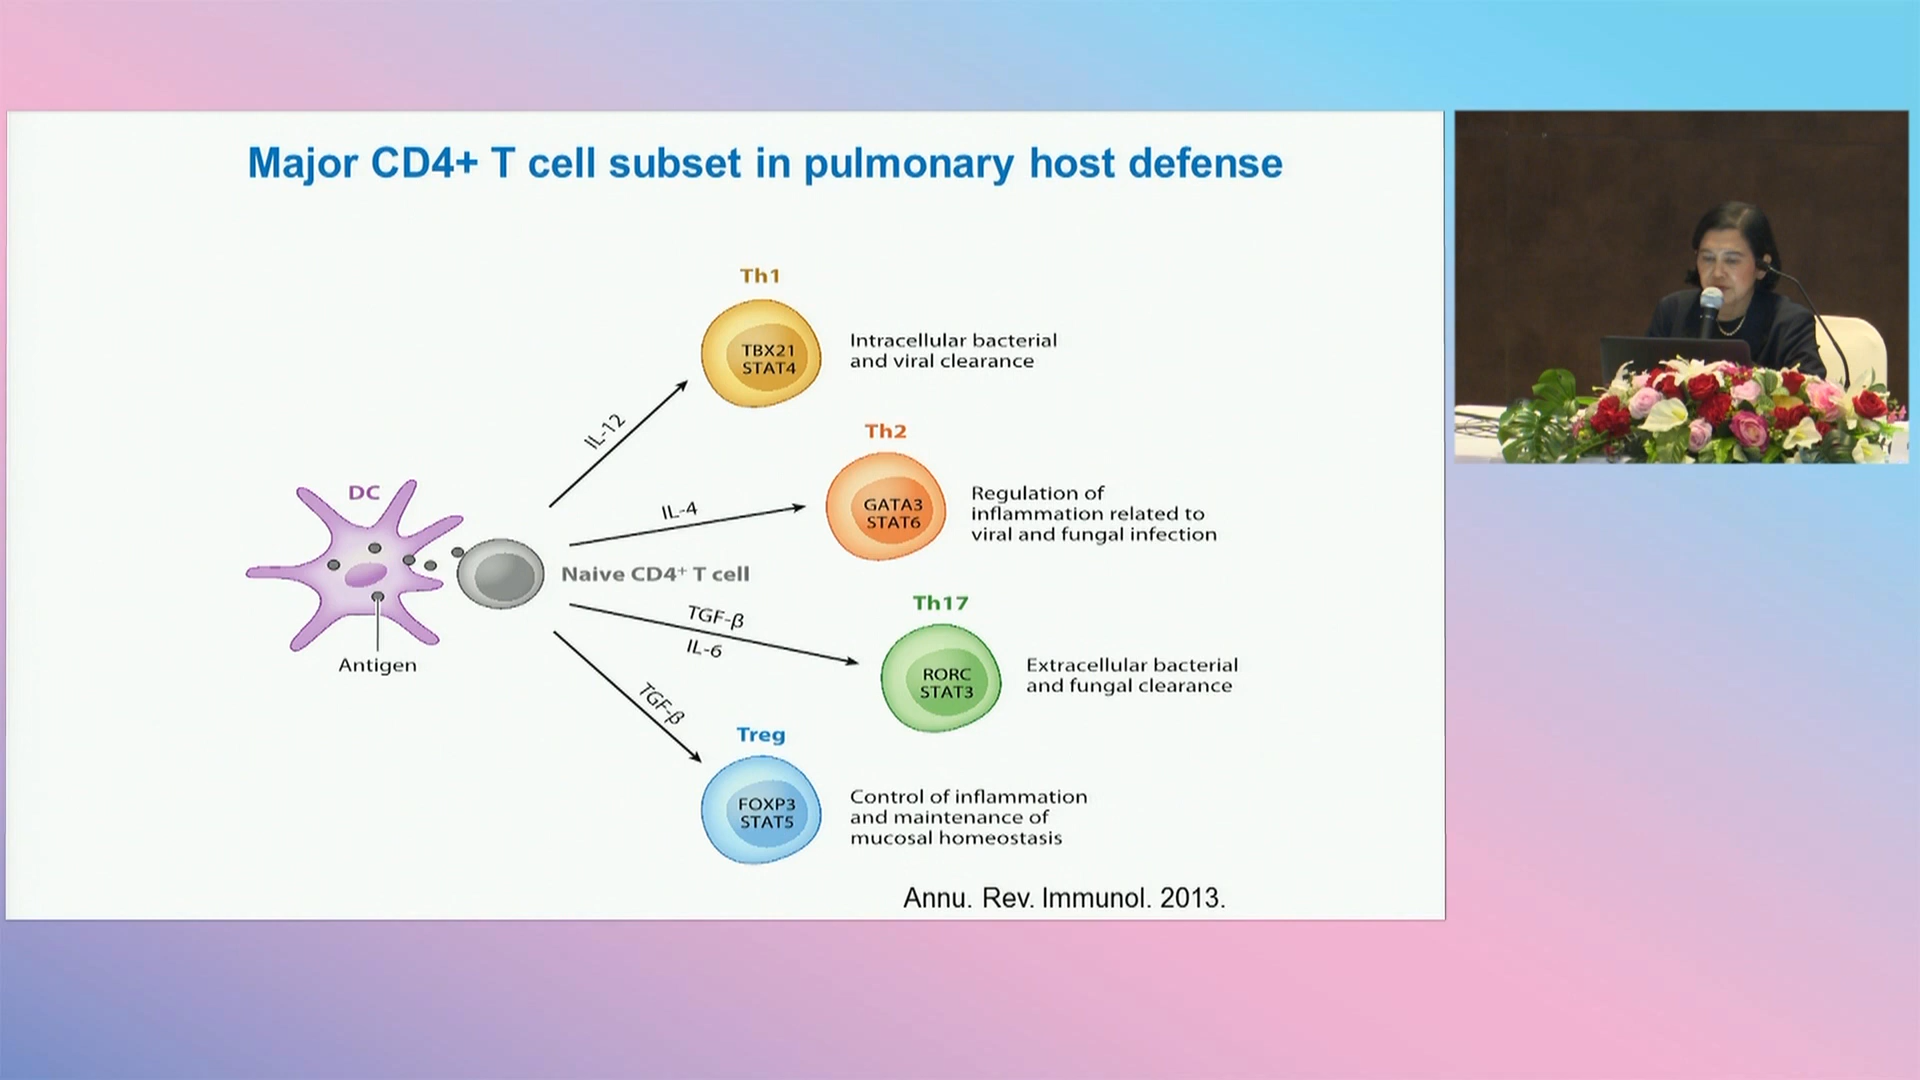 Major CD4+ T cell subset in pulmonary host defense
Th1
TBX21
STAT4
Intracellular bacterial
and viral clearance
IL-12
Th2
GATA3
STAT6
Regulation of
inflammation related to
viral and fungal infection
IL-4
DC
Naive CD4⁺ T cell
Antigen
TGF-β
IL-6
Th17
RORC
STAT3
Extracellular bacterial
and fungal clearance
TGF-β
Treg
FOXP3
STAT5
Control of inflammation
and maintenance of
mucosal homeostasis
Annu. Rev. Immunol. 2013.